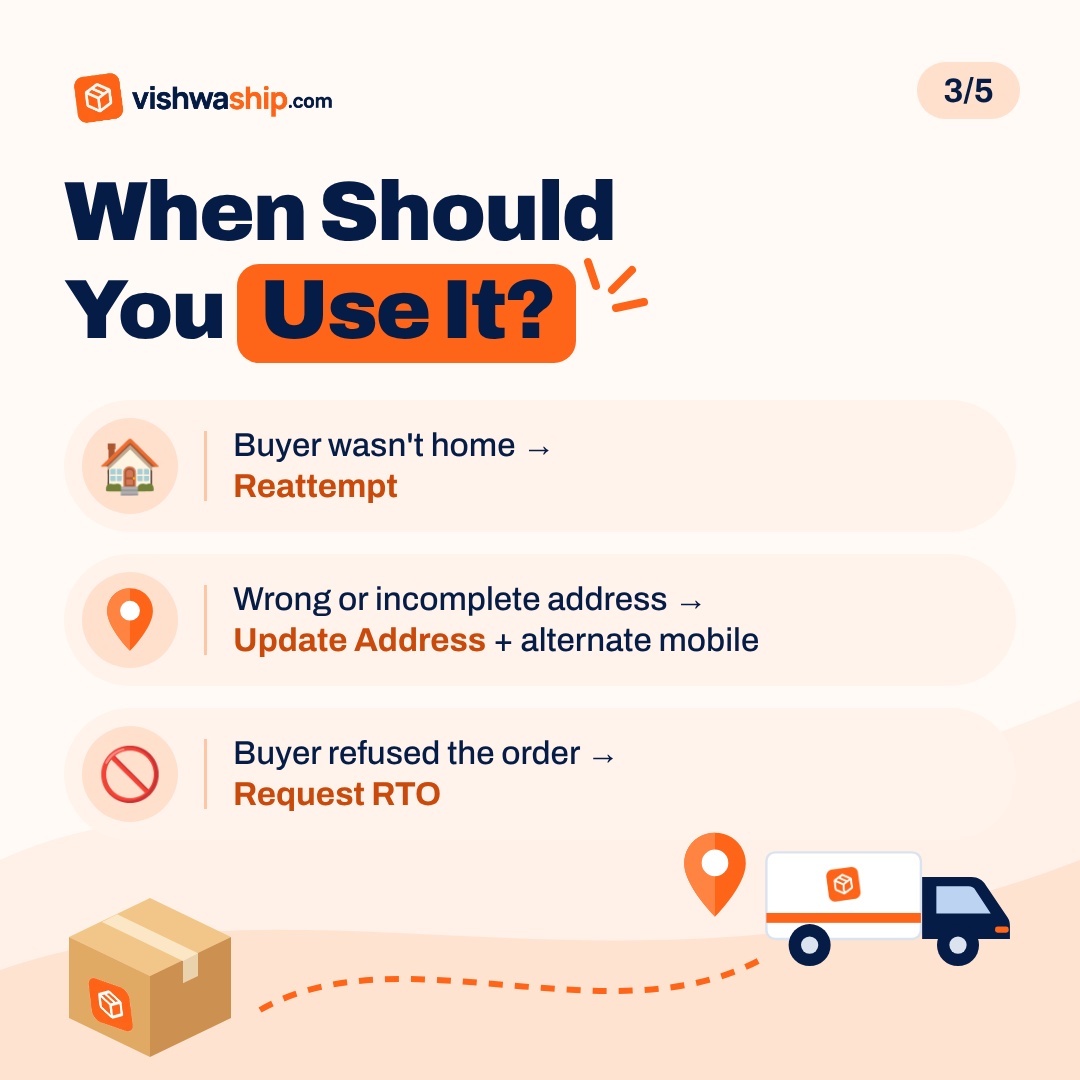 vishwaship.com
3/5
When Should
You Use It?
Buyer wasn't home →
Reattempt
Wrong or incomplete address →
Update Address + alternate mobile
Buyer refused the order →
Request RTO